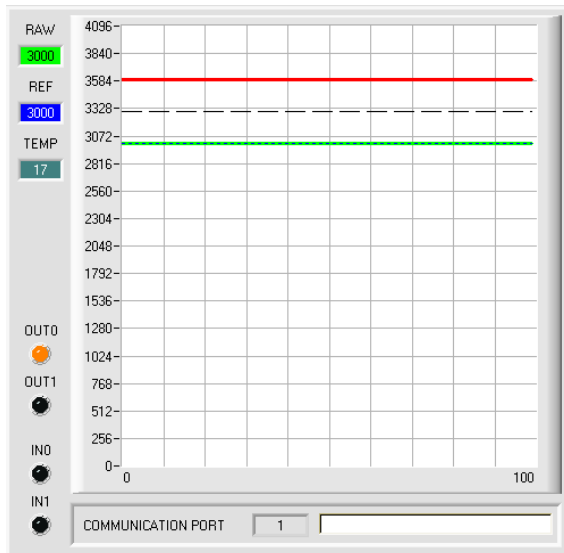 RAW
3000
REF
3000
TEMP
17
OUT0
OUT1
IN0
IN1
4096
3840
3584
3328
3072
2816
2560
2304
2048
1792
1536
1280
1024
768
512
256
0
0 100
COMMUNICATION PORT 1